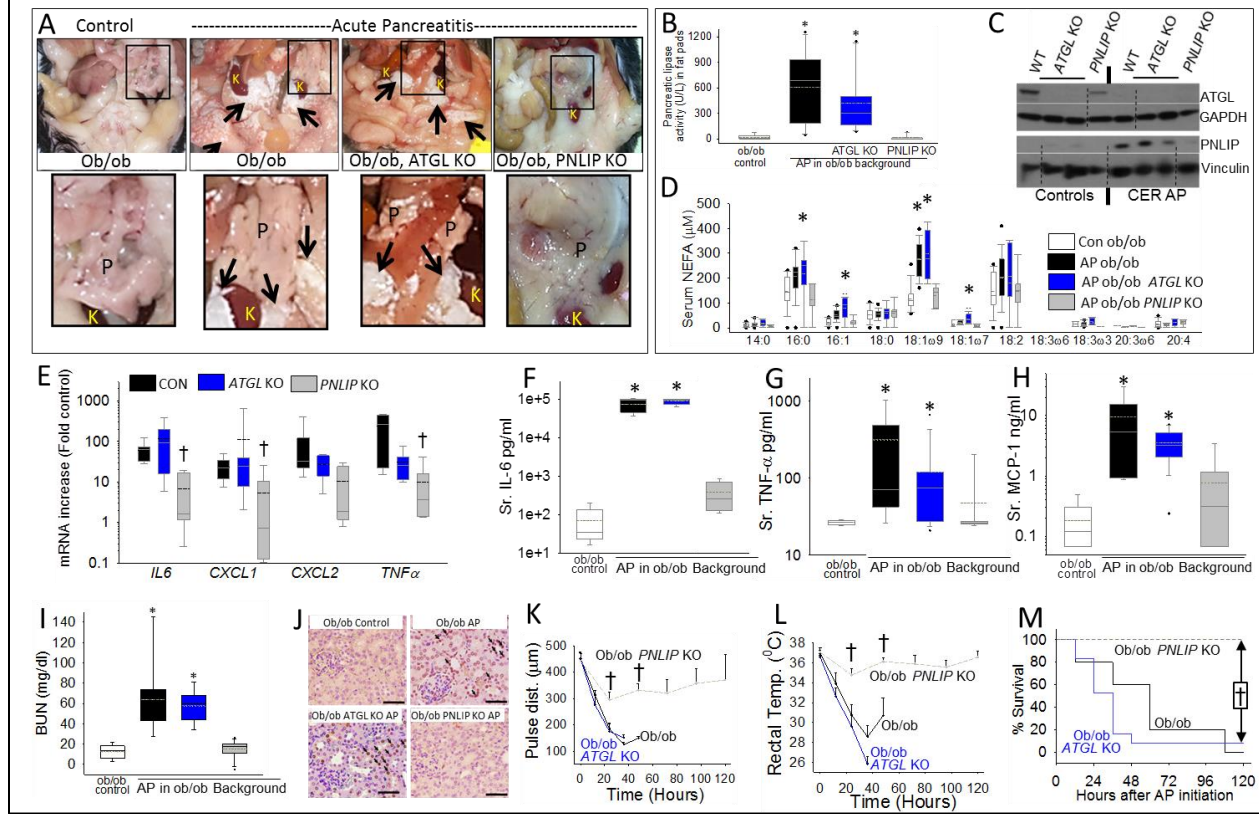 A
Control
Acute Pancreatitis
K
K
K
K
Ob/ob
Ob/ob
Ob/ob, ATGL KO
Ob/ob, PNLIP KO
P
P
P
P
K
K
K
K
B
Pancreatic lipase
activity (U/L) in fat pads
1200
900
600
300
0
*
*
ob/ob
control
ATGL KO PNLIP KO
AP in ob/ob background
C
WT
ATGL KO
PNLIP KO
WT
ATGL KO
PNLIP KO
ATGL
GAPDH
PNLIP
Vinculin
Controls
CER AP
D
Serum NEFA (μM)
500
400
300
200
100
0
*
*
*
*
*
14:0 16:0 16:1 18:0 18:1ω9 18:1ω7 18:2 18:3ω6 18:3ω3 20:3ω6 20:4
Con ob/ob
AP ob/ob
AP ob/ob ATGL KO
AP ob/ob PNLIP KO
E
CON
ATGL KO
PNLIP KO
mRNA increase (Fold control)
1000
100
10
1
0.1
†
†
†
IL6 CXCL1 CXCL2 TNFα
F
Sr. IL-6 pg/ml
1e+5
1e+4
1e+3
1e+2
1e+1
* *
ob/ob
control
AP in ob/ob Background
G
Sr. TNF-α pg/ml
1000
100
10
*
*
ob/ob
control
AP in ob/ob Background
H
Sr. MCP-1 ng/ml
10
1
0.1
*
*
ob/ob
control
AP in ob/ob Background
I
BUN (mg/dl)
140
120
100
80
60
40
20
0
*
*
ob/ob
control
AP in ob/ob Background
J
Ob/ob Control
Ob/ob AP
Ob/ob ATGL KO AP
Ob/ob PNLIP KO AP
K
Pulse dist. (μm)
500
400
300
200
100
Ob/ob PNLIP KO
† †
Ob/ob
Ob/ob
ATGL KO
0 20 40 60 80 100 120
Time (Hours)
L
Rectal Temp. (⁰C)
38
36
34
32
30
28
26
† †
Ob/ob PNLIP KO
Ob/ob
Ob/ob
ATGL KO
0 20 40 60 80 100 120
Time (Hours)
M
% Survival
100
80
60
40
20
0
Ob/ob PNLIP KO
†
Ob/ob
Ob/ob
ATGL KO
24 48 72 96 120
Hours after AP initiation